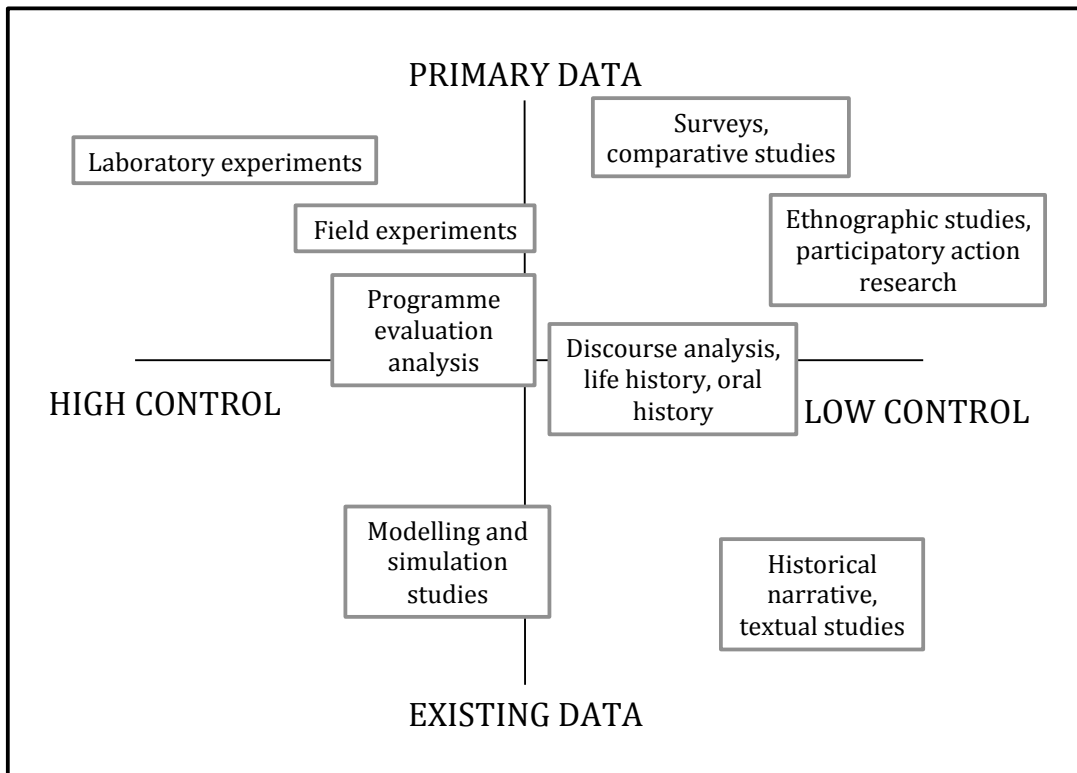 PRIMARY DATA
Surveys,
comparative studies
Laboratory experiments
Field experiments
Ethnographic studies,
participatory action
research
Programme
evaluation
analysis
Discourse analysis,
life history, oral
history
HIGH CONTROL
LOW CONTROL
Modelling and
simulation
studies
Historical
narrative,
textual studies
EXISTING DATA